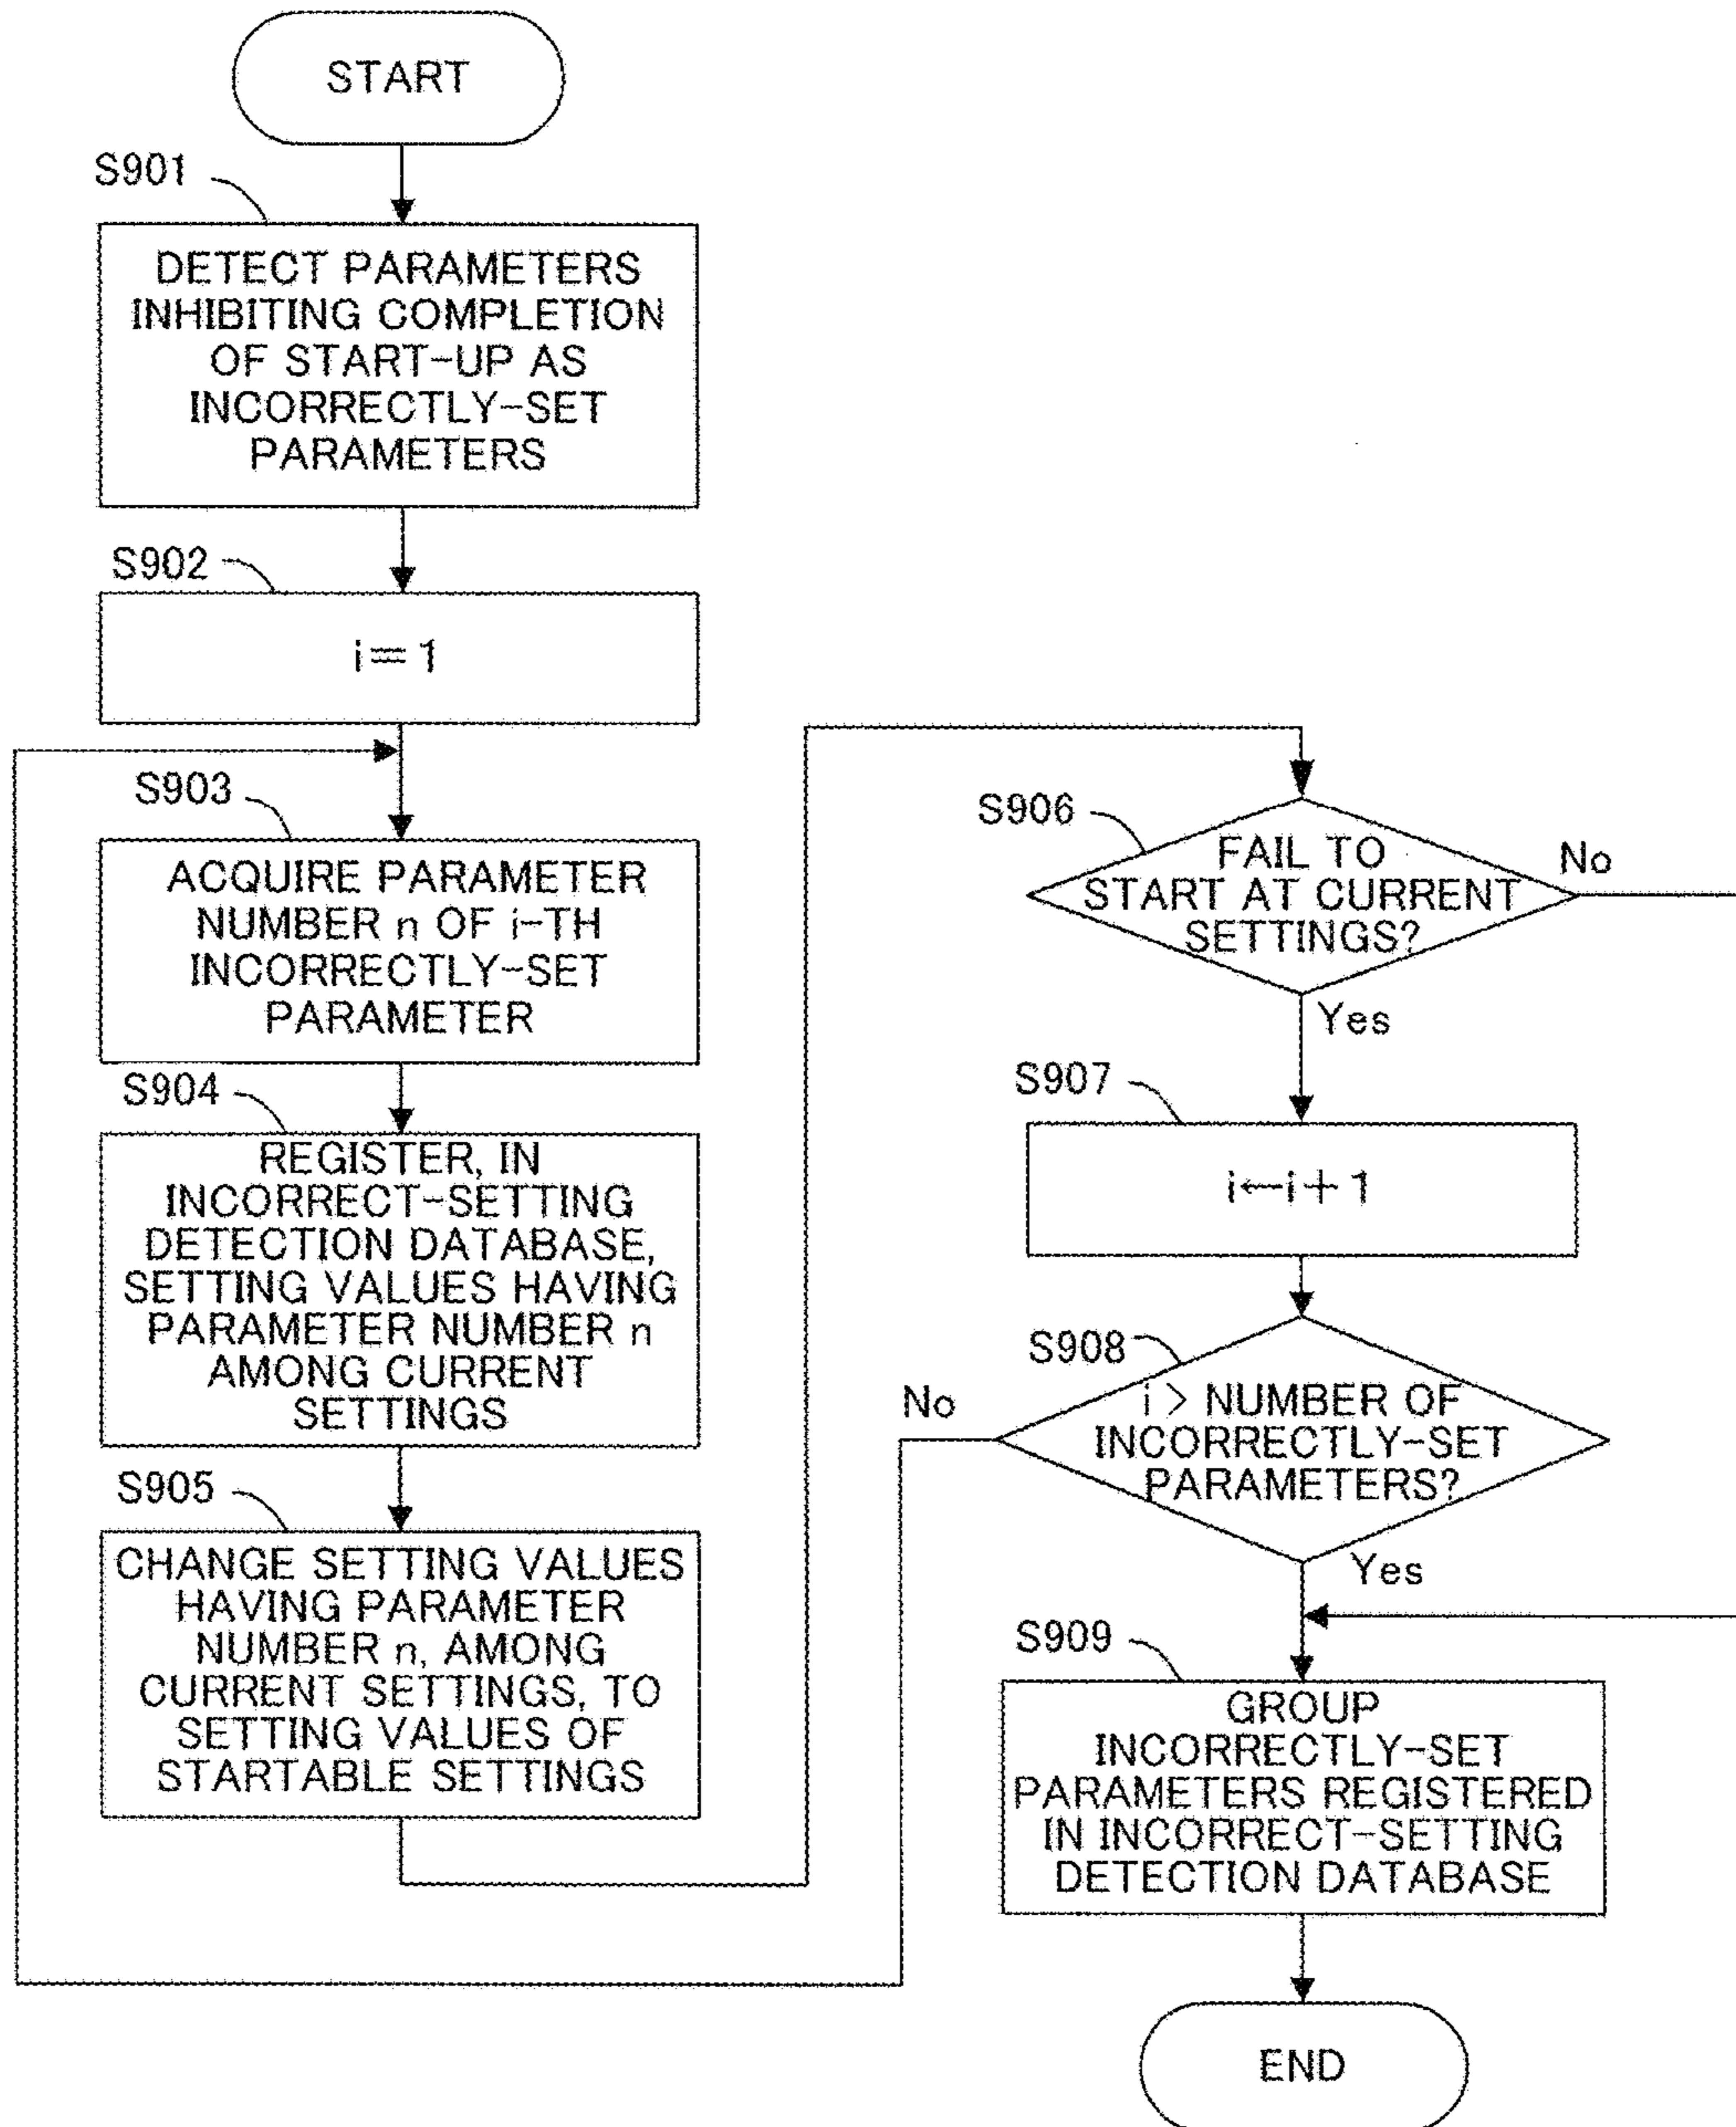 START
S901
DETECT PARAMETERS
INHIBITING COMPLETION
OF START-UP AS
INCORRECTLY-SET
PARAMETERS
S902
i=1
S903
ACQUIRE PARAMETER
NUMBER n OF i-TH
INCORRECTLY-SET
PARAMETER
S904
REGISTER, IN
INCORRECT-SETTING
DETECTION DATABASE,
SETTING VALUES HAVING
PARAMETER NUMBER n
AMONG CURRENT
SETTINGS
S905
CHANGE SETTING VALUES
HAVING PARAMETER
NUMBER n, AMONG
CURRENT SETTINGS, TO
SETTING VALUES OF
STARTABLE SETTINGS
S906
FAIL TO
START AT CURRENT
SETTINGS?
No
Yes
S907
i←i+1
S908
i > NUMBER OF
INCORRECTLY-SET
PARAMETERS?
No
Yes
S909
GROUP
INCORRECTLY-SET
PARAMETERS REGISTERED
IN INCORRECT-SETTING
DETECTION DATABASE
END